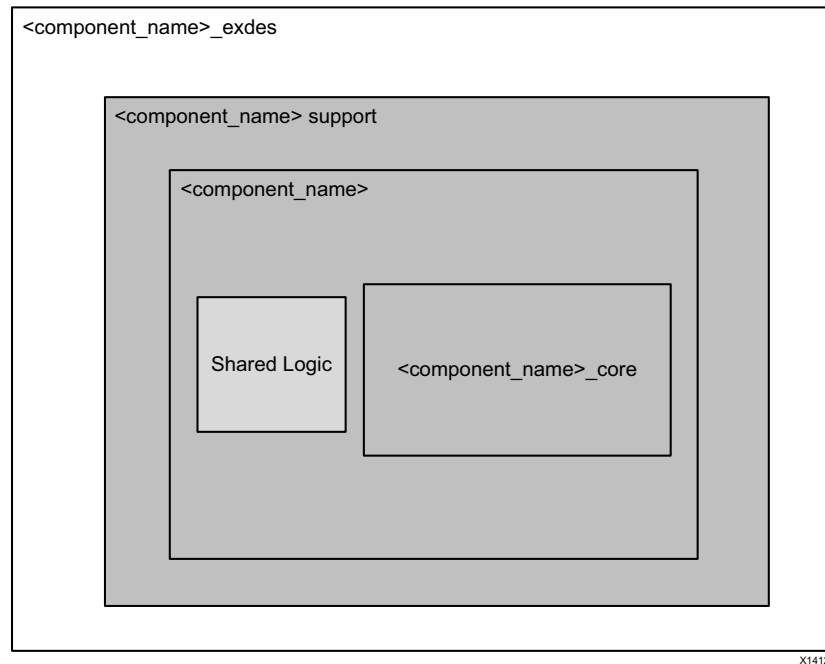 <component_name>_exdes
<component_name> support
<component_name>
Shared Logic
<component_name>_core